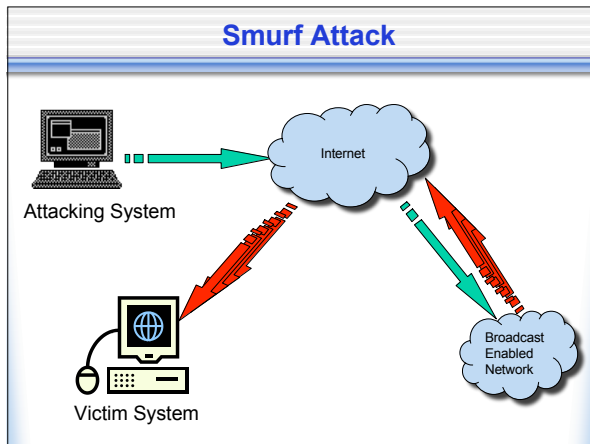 Smurf Attack
Internet
Attacking System
Broadcast
Enabled
Network
Victim System